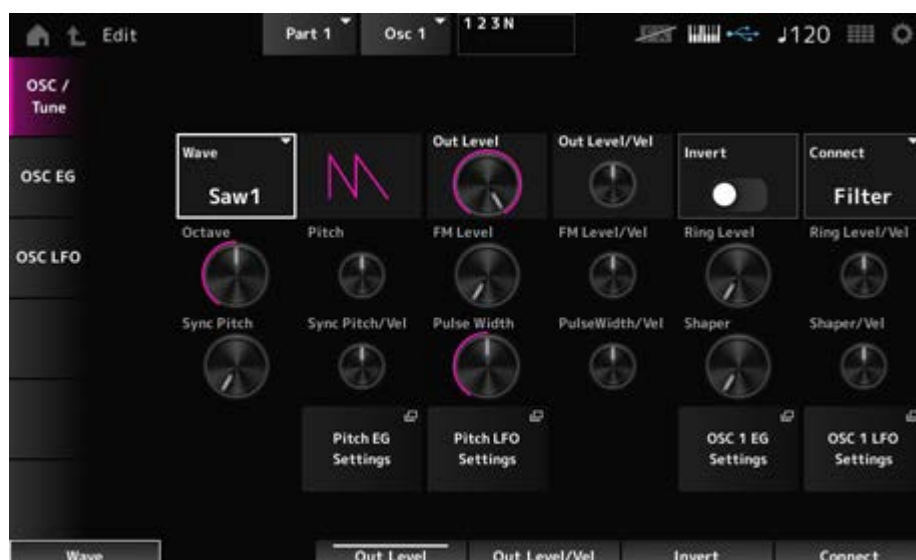 Edit
Part 1
Osc 1
1 2 3 N
♩120
OSC /
Tune
OSC EG
OSC LFO
Wave
Saw1
Out Level
Out Level/Vel
Invert
Connect
Filter
Octave
Pitch
FM Level
FM Level/Vel
Ring Level
Ring Level/Vel
Sync Pitch
Sync Pitch/Vel
Pulse Width
PulseWidth/Vel
Shaper
Shaper/Vel
Pitch EG
Settings
Pitch LFO
Settings
OSC 1 EG
Settings
OSC 1 LFO
Settings
Wave
Out Level
Out Level/Vel
Invert
Connect